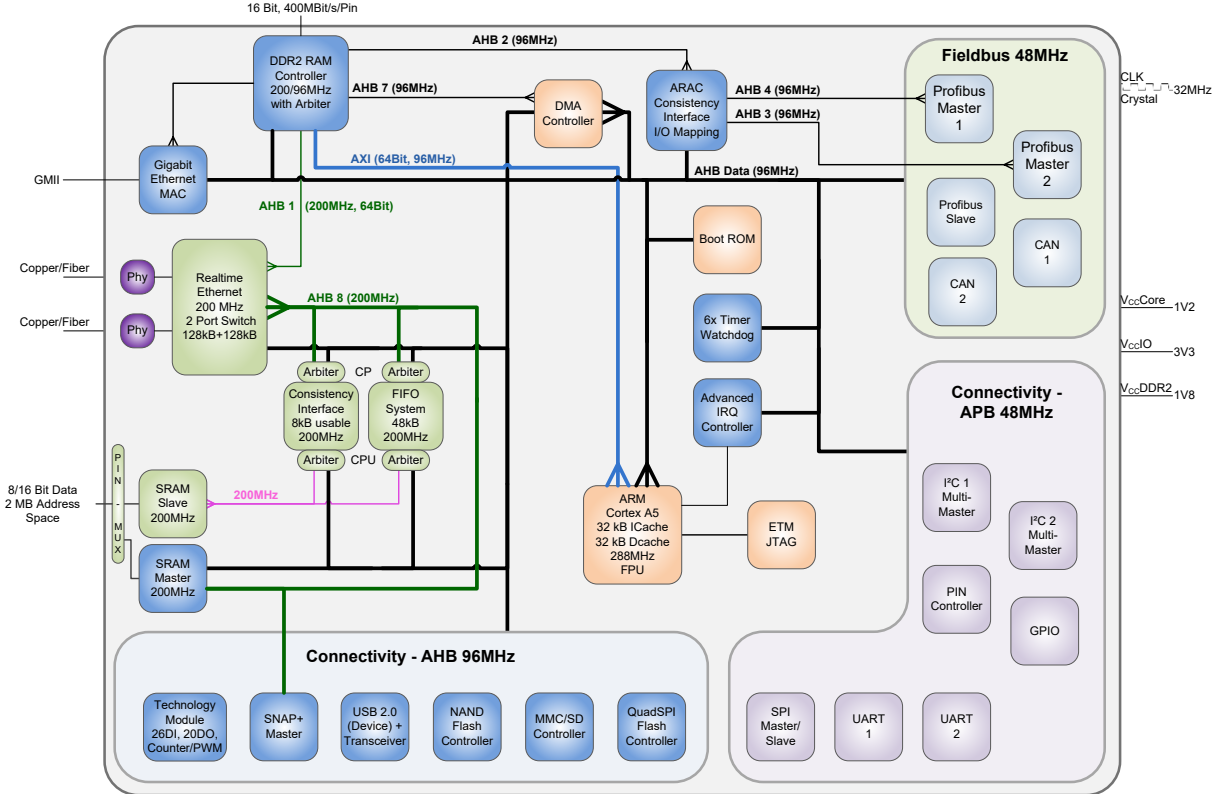 16 Bit, 400MBit/s/Pin
DDR2 RAM
Controller
200/96MHz
with Arbiter
AHB 2 (96MHz)
AHB 7 (96MHz)
DMA
Controller
ARAC
Consistency
Interface
I/O Mapping
AHB 4 (96MHz)
AHB 3 (96MHz)
Fieldbus 48MHz
Profibus
Master
1
Profibus
Master
2
Profibus
Slave
CAN
1
CAN
2
CLK
Crystal
32MHz
GMII
Gigabit
Ethernet
MAC
AXI (64Bit, 96MHz)
AHB Data (96MHz)
AHB 1 (200MHz, 64Bit)
Boot ROM
Copper/Fiber
Phy
Copper/Fiber
Phy
Realtime
Ethernet
200 MHz
2 Port Switch
128kB+128kB
AHB 8 (200MHz)
6x Timer
Watchdog
VCCCore
1V2
VCCIO
3V3
VCCDDR2
1V8
Arbiter
CP
Arbiter
Consistency
Interface
8kB usable
200MHz
FIFO
System
48kB
200MHz
Arbiter
CPU
Arbiter
Advanced
IRQ
Controller
Connectivity -
APB 48MHz
8/16 Bit Data
2 MB Address
Space
PIN - MUX
SRAM
Slave
200MHz
200MHz
SRAM
Master
200MHz
ARM
Cortex A5
32 kB ICache
32 kB Dcache
288MHz
FPU
ETM
JTAG
I²C 1
Multi-
Master
I²C 2
Multi-
Master
PIN
Controller
GPIO
Connectivity - AHB 96MHz
Technology
Module
26DI, 20DO,
Counter/PWM
SNAP+
Master
USB 2.0
(Device) +
Transceiver
NAND
Flash
Controller
MMC/SD
Controller
QuadSPI
Flash
Controller
SPI
Master/
Slave
UART
1
UART
2